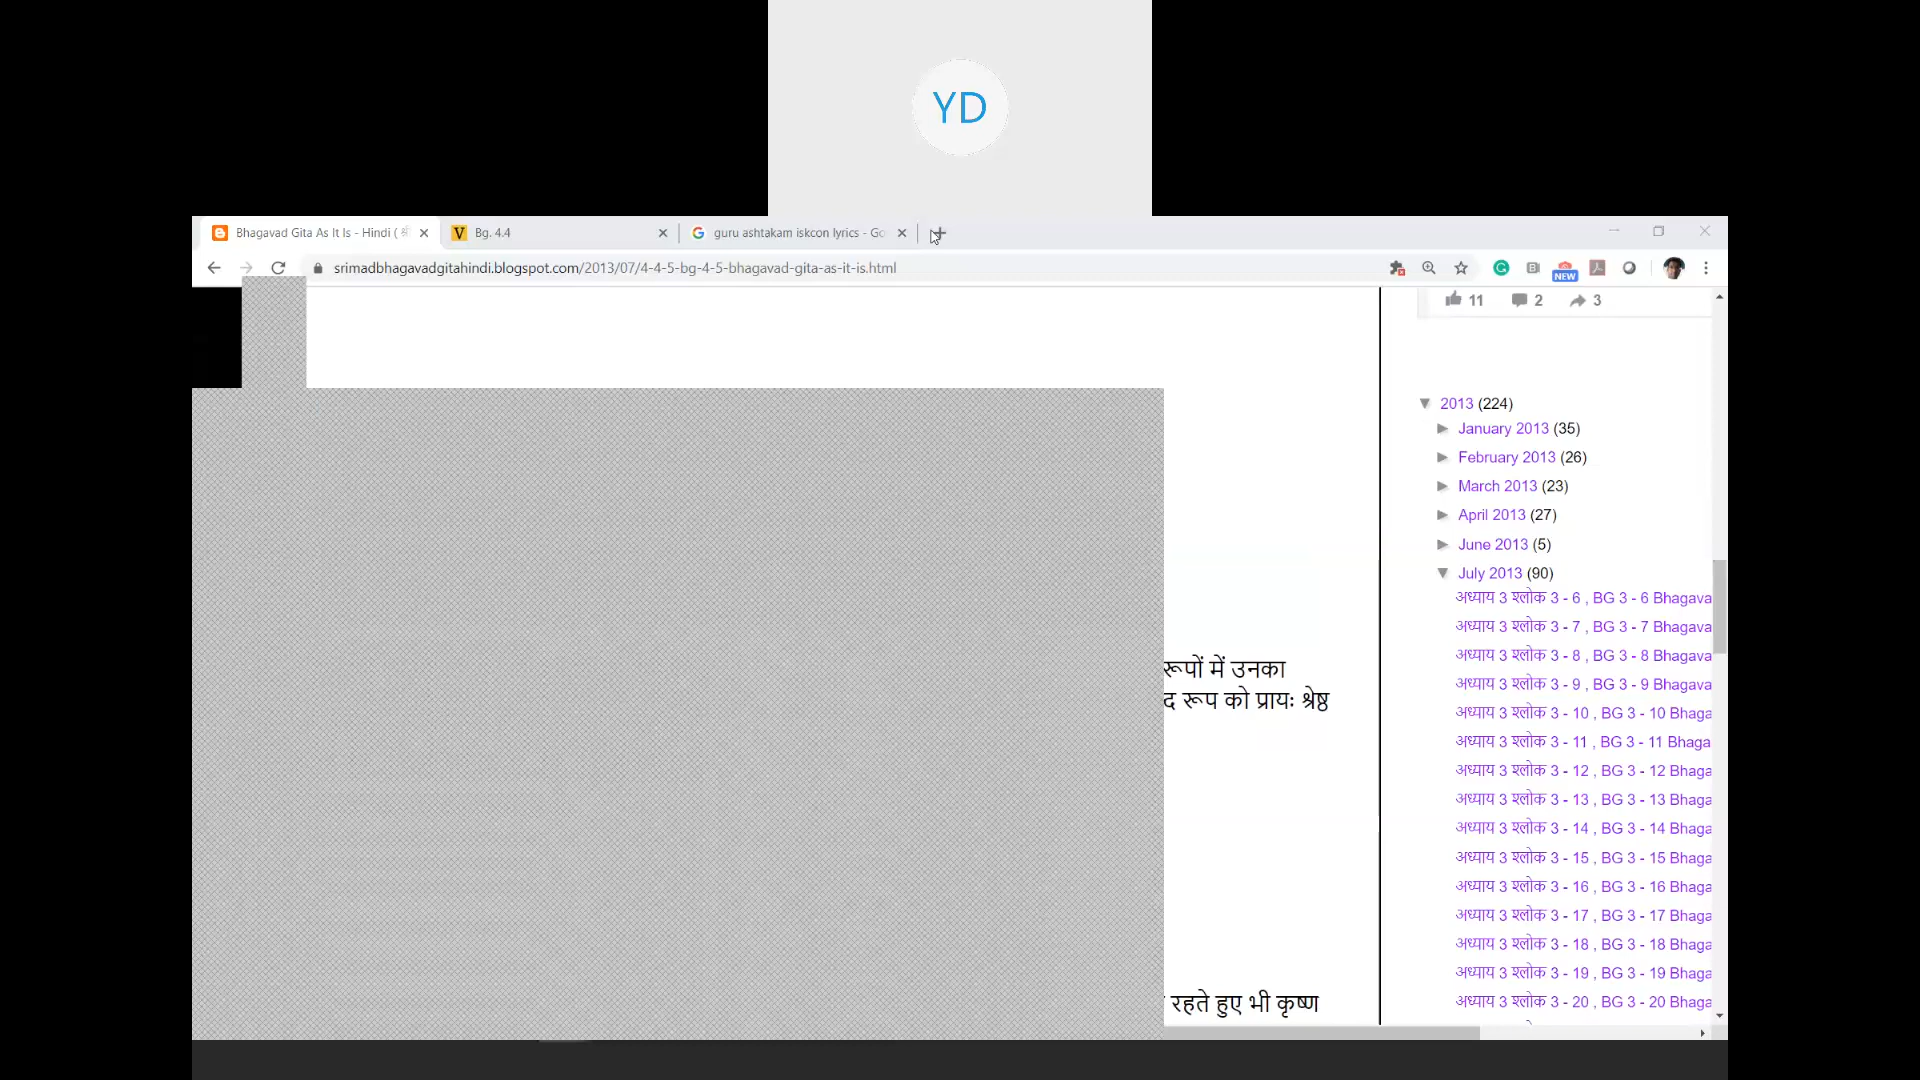 YD
Bhagavad Gita As It Is - Hindi (
Bg. 4.4
guru ashtakam iskcon lyrics - Go
srimadbhagavadgitahindi.blogspot.com/2013/07/4-4-5-bg-4-5-bhagavad-gita-as-it-is.html
NEW
11 2 3
रूपों में उनका
रूप को प्रायः श्रेष्ठ
रहते हुए भी कृष्ण
2013 (224)
January 2013 (35)
February 2013 (26)
March 2013 (23)
April 2013 (27)
June 2013 (5)
July 2013 (90)
अध्याय 3 श्लोक 3 - 6 , BG 3 - 6 Bhagava
अध्याय 3 श्लोक 3 - 7 , BG 3 - 7 Bhagava
अध्याय 3 श्लोक 3 - 8 , BG 3 - 8 Bhagava
अध्याय 3 श्लोक 3 - 9 , BG 3 - 9 Bhagava
अध्याय 3 श्लोक 3 - 10 , BG 3 - 10 Bhaga
अध्याय 3 श्लोक 3 - 11 , BG 3 - 11 Bhaga
अध्याय 3 श्लोक 3 - 12 , BG 3 - 12 Bhaga
अध्याय 3 श्लोक 3 - 13 , BG 3 - 13 Bhaga
अध्याय 3 श्लोक 3 - 14 , BG 3 - 14 Bhaga
अध्याय 3 श्लोक 3 - 15 , BG 3 - 15 Bhaga
अध्याय 3 श्लोक 3 - 16 , BG 3 - 16 Bhaga
अध्याय 3 श्लोक 3 - 17 , BG 3 - 17 Bhaga
अध्याय 3 श्लोक 3 - 18 , BG 3 - 18 Bhaga
अध्याय 3 श्लोक 3 - 19 , BG 3 - 19 Bhaga
अध्याय 3 श्लोक 3 - 20 , BG 3 - 20 Bhaga